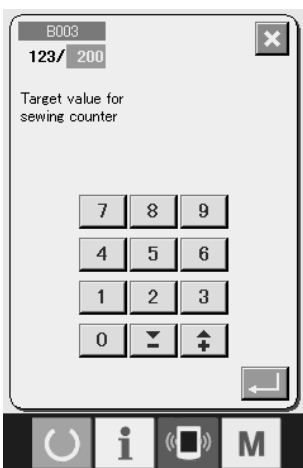 B003
123/ 200
Target value for
sewing counter
7 8 9
4 5 6
1 2 3
0
i M